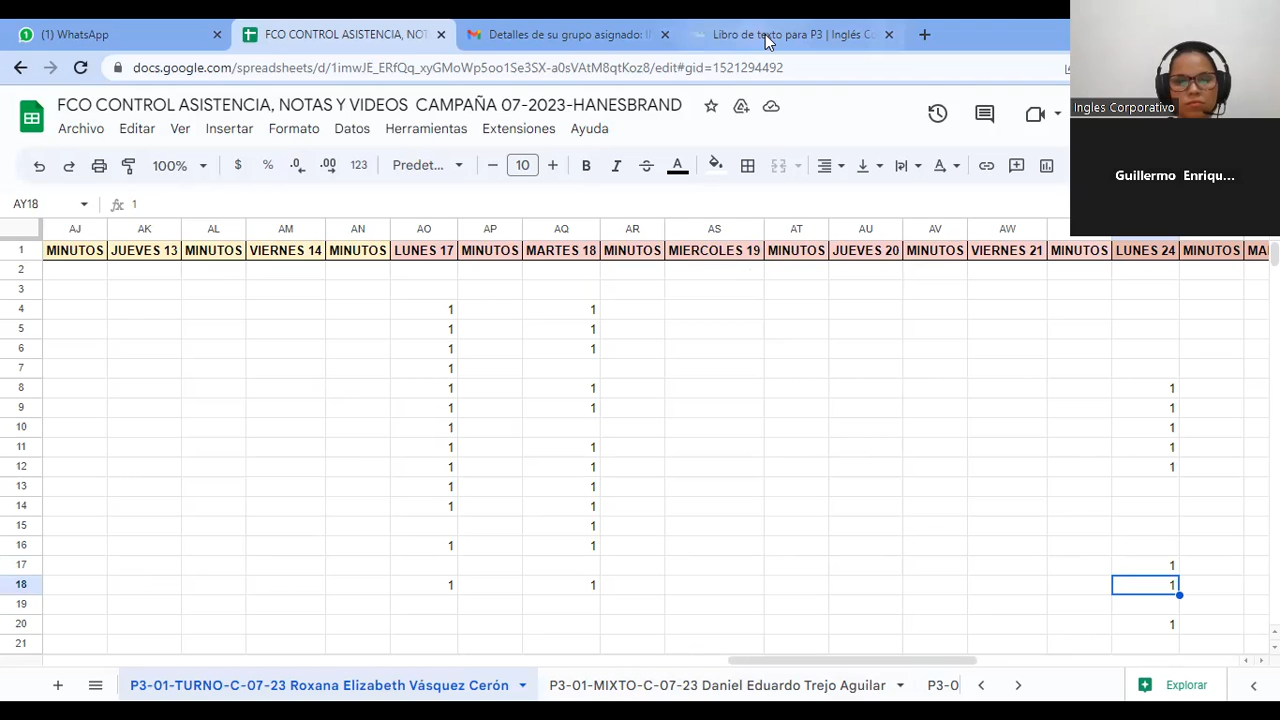 (1) WhatsApp
FCO CONTROL ASISTENCIA, NOT
Detalles de su grupo asignado: I
Libro de texto para P3 | Inglés Co
docs.google.com/spreadsheets/d/1imwJE_ERfQq_xyGMoWpSoo1Se3SX-a0sVAtM8qtKoz8/edit#gid=1521294492
FCO CONTROL ASISTENCIA, NOTAS Y VIDEOS CAMPAÑA 07-2023-HANESBRAND
Archivo Editar Ver Insertar Formato Datos Herramientas Extensiones Ayuda
100% $ % .0 .00 123 Predet... 10 B I A
Ingles Corporativo
Guillermo Enriqu...
AY18 fx 1
AJ AK AL AM AN AO AP AQ AR AS AT AU AV AW
1 MINUTOS JUEVES 13 MINUTOS VIERNES 14 MINUTOS LUNES 17 MINUTOS MARTES 18 MINUTOS MIERCOLES 19 MINUTOS JUEVES 20 MINUTOS VIERNES 21 MINUTOS LUNES 24 MINUTOS MA
2
3
4 1 1
5 1 1
6 1 1
7 1
8 1 1 1
9 1 1 1
10 1 1
11 1 1 1
12 1 1 1
13 1 1
14 1 1
15 1
16 1 1
17 1
18 1 1 1
19
20 1
21
P3-01-TURNO-C-07-23 Roxana Elizabeth Vásquez Cerón P3-01-MIXTO-C-07-23 Daniel Eduardo Trejo Aguilar P3-0 Explorar